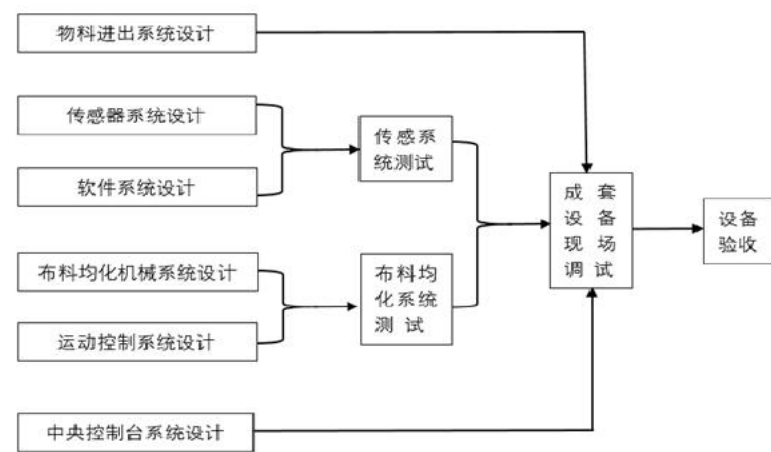 物料进出系统设计
传感器系统设计
软件系统设计
布料均化机械系统设计
运动控制系统设计
中央控制台系统设计
传感系
统测试
布料均
化系统
测 试
成 套
设 备
现 场
调 试
设备
验收